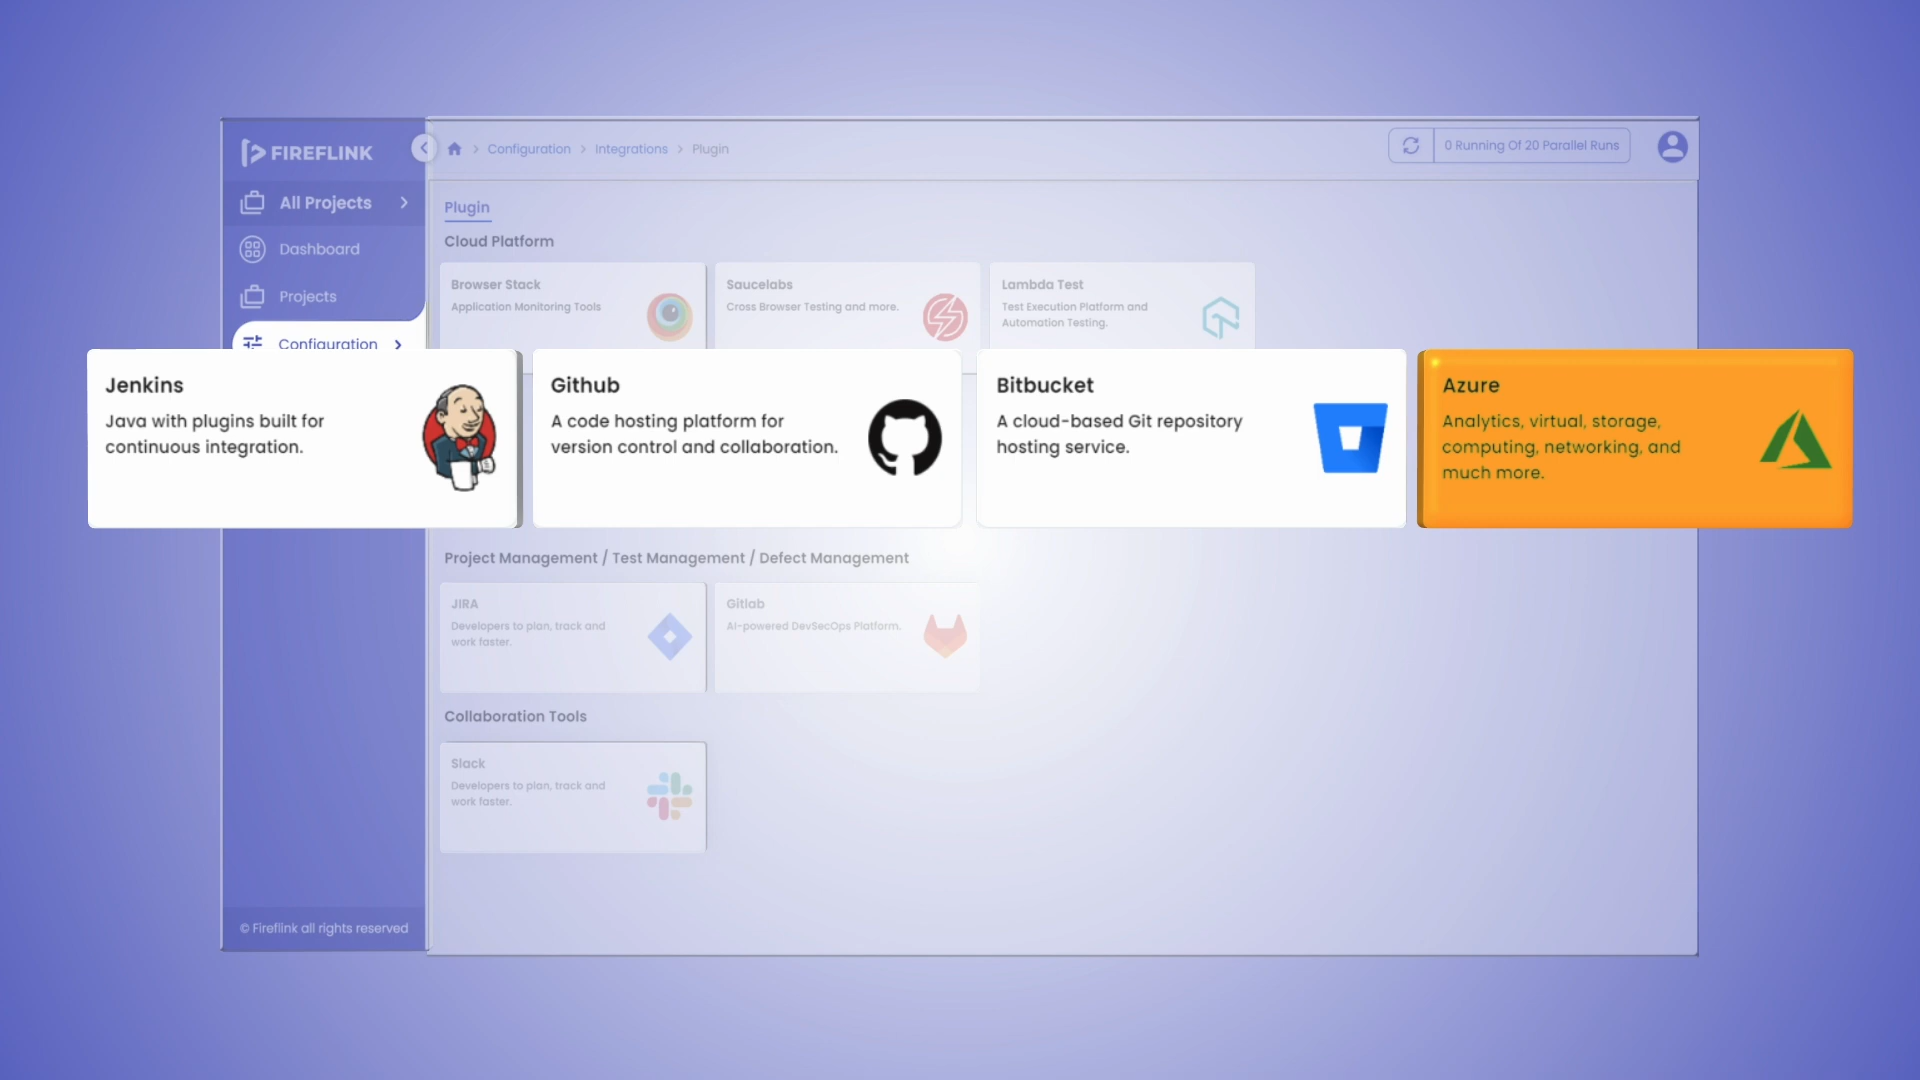 FIREFLINK
Configuration > Integrations > Plugin
0 Running Of 20 Parallel Runs
All Projects
Dashboard
Projects
Configuration
Plugin
Cloud Platform
Browser Stack
Application Monitoring Tools
Saucelabs
Cross Browser Testing and more.
Lambda Test
Test Execution Platform and
Automation Testing.
Jenkins
Java with plugins built for
continuous integration.
Github
A code hosting platform for
version control and collaboration.
Bitbucket
A cloud-based Git repository
hosting service.
Azure
Analytics, virtual, storage,
computing, networking, and
much more.
Project Management / Test Management / Defect Management
JIRA
Developers to plan, track and
work faster.
Gitlab
AI-powered DevSecOps Platform.
Collaboration Tools
Slack
Developers to plan, track and
work faster.
© Fireflink all rights reserved